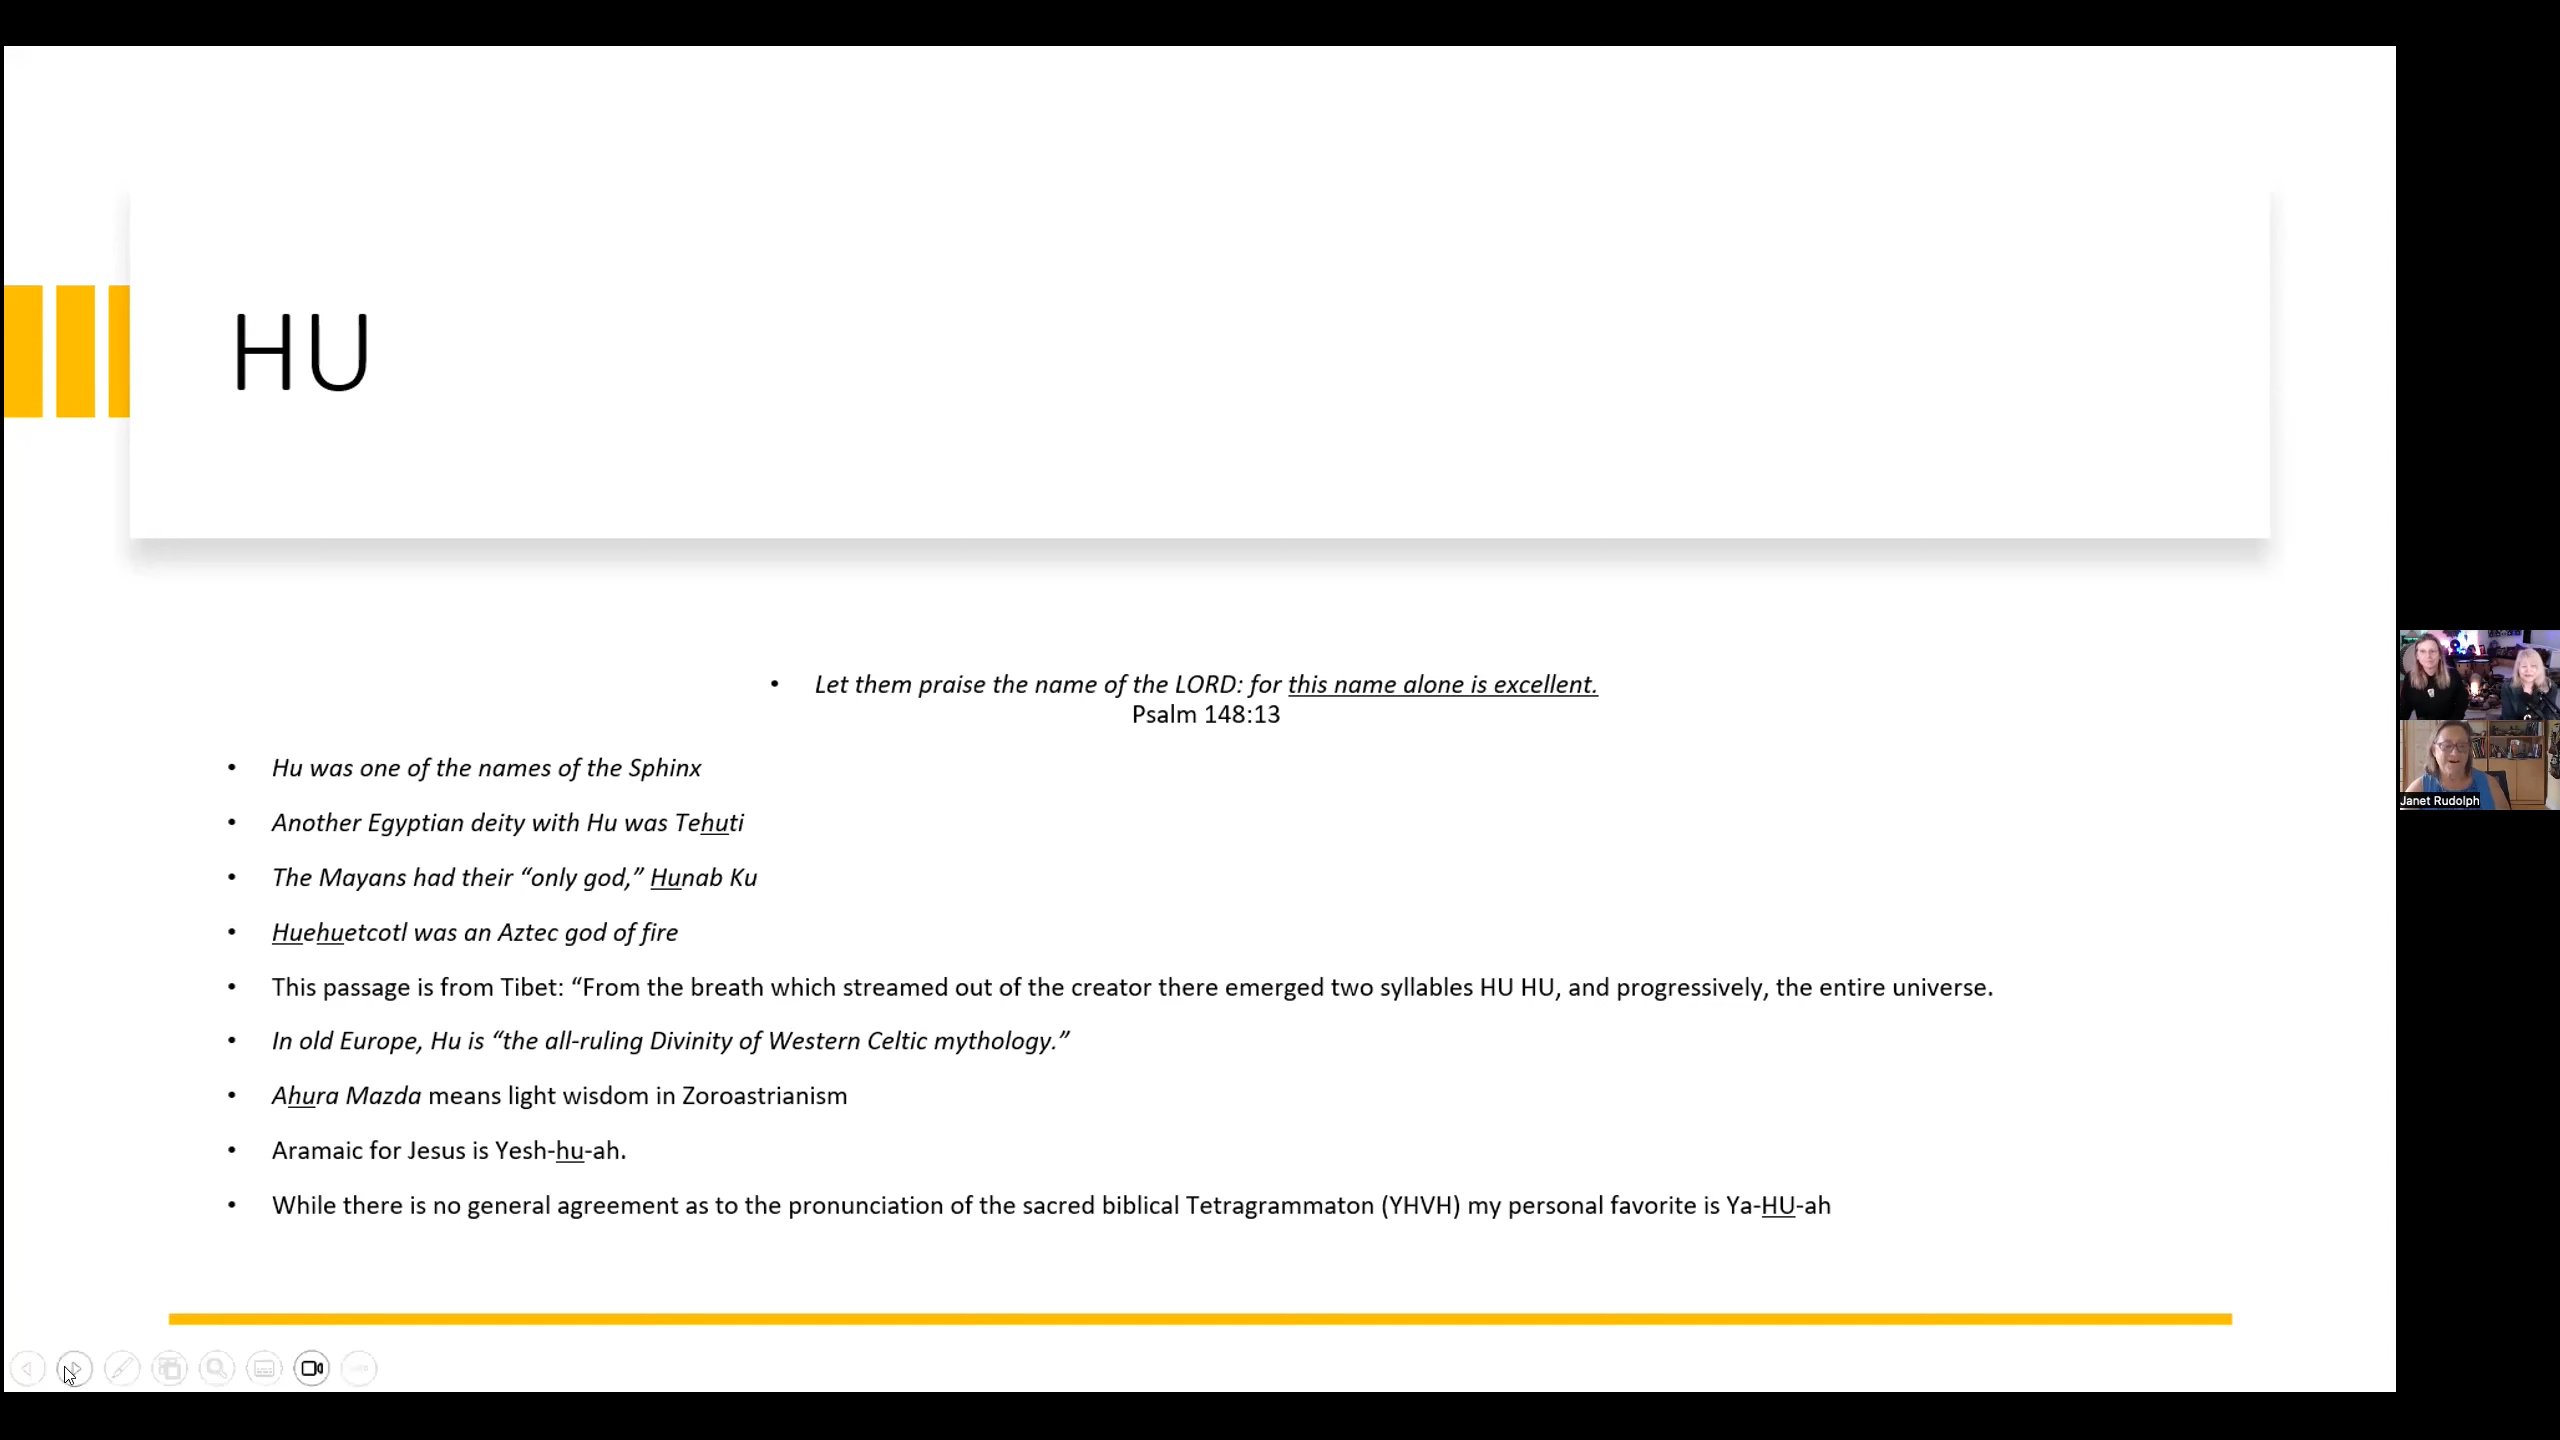 HU
• Let them praise the name of the LORD: for this name alone is excellent.
Psalm 148:13
• Hu was one of the names of the Sphinx
• Another Egyptian deity with Hu was Tehuti
• The Mayans had their “only god,” Hunab Ku
• Huehuetcotl was an Aztec god of fire
• This passage is from Tibet: “From the breath which streamed out of the creator there emerged two syllables HU HU, and progressively, the entire universe.
• In old Europe, Hu is “the all-ruling Divinity of Western Celtic mythology.”
• Ahura Mazda means light wisdom in Zoroastrianism
• Aramaic for Jesus is Yesh-hu-ah.
• While there is no general agreement as to the pronunciation of the sacred biblical Tetragrammaton (YHVH) my personal favorite is Ya-HU-ah
Janet Rudolph